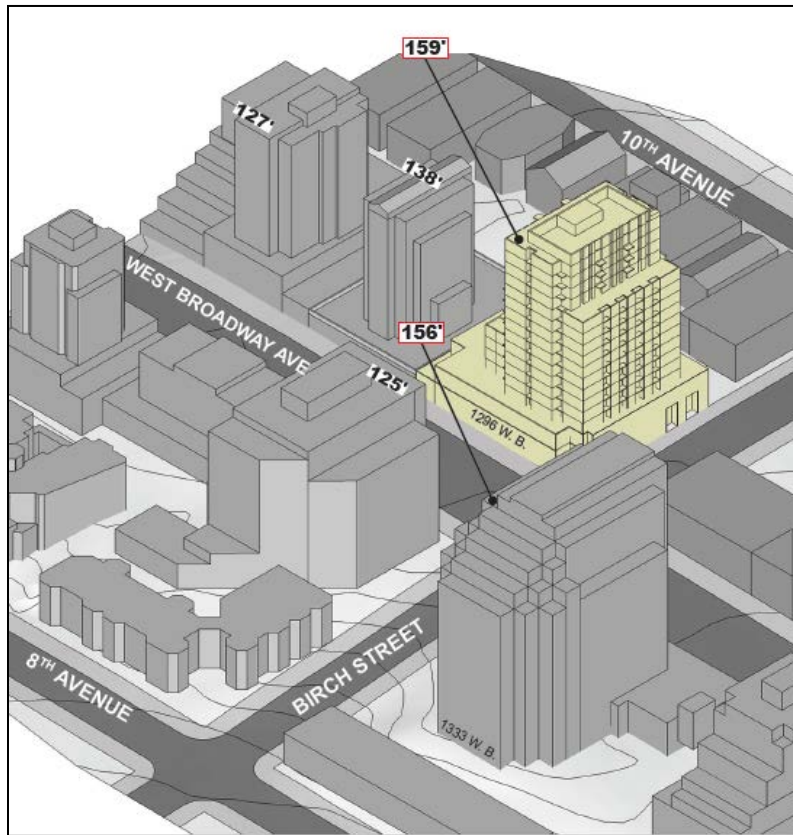 159'
127'
10TH AVENUE
138'
WEST BROADWAY AVE
156'
125'
1296 W. B.
BIRCH STREET
8TH AVENUE
1333 W. B.